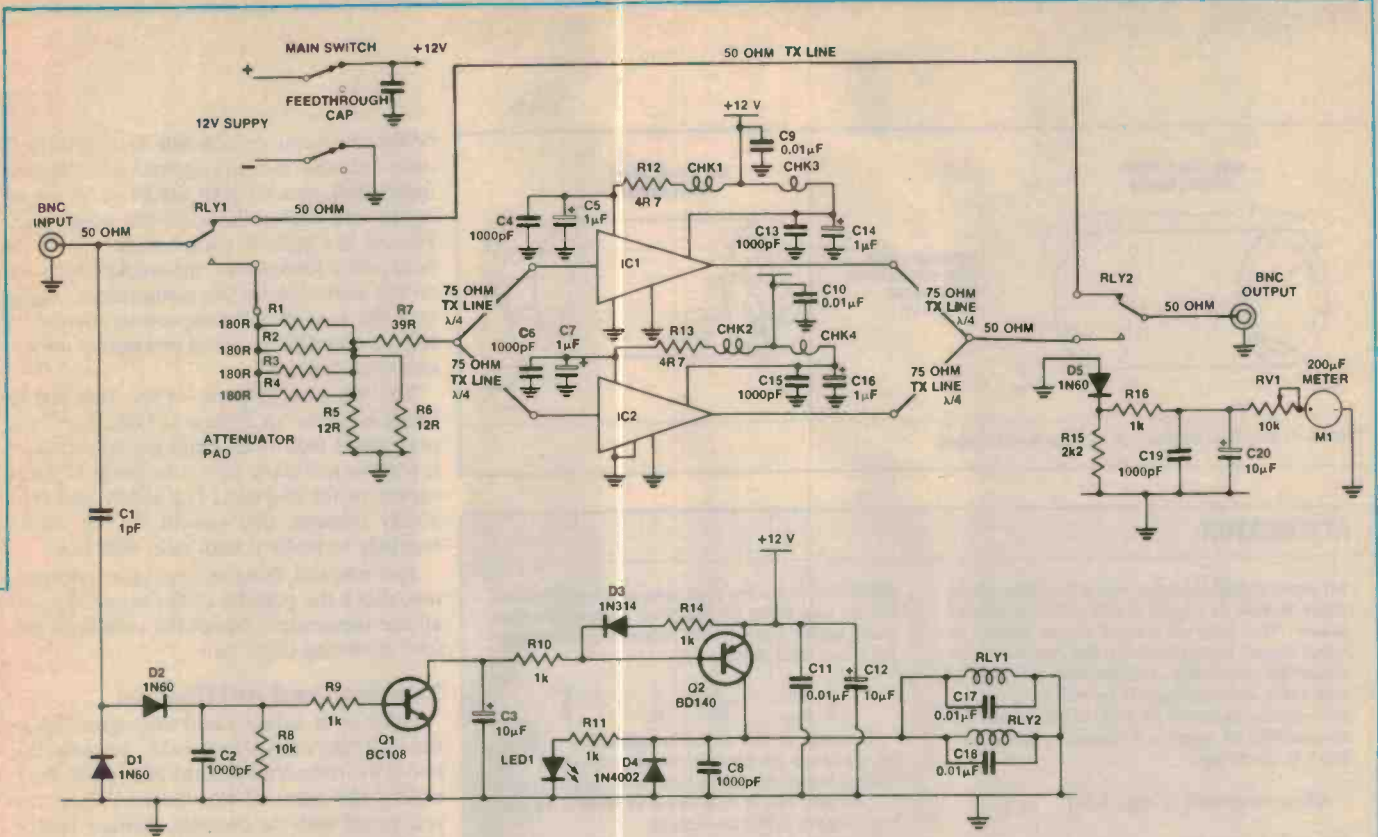 MAIN SWITCH
+12V
+
FEEDTHROUGH
CAP
12V SUPPY
−
50 OHM TX LINE
BNC
INPUT
50 OHM
RLY1
50 OHM
R1
180R
R2
180R
R3
180R
R4
180R
R5
12R
R6
12R
R7
39R
ATTENUATOR
PAD
75 OHM
TX LINE
λ/4
75 OHM
TX LINE
λ/4
+12 V
C9
0.01µF
R12
4R7
CHK1
CHK3
C4
1000pF
C5
1µF
+
IC1
C13
1000pF
C14
1µF
+
C10
0.01µF
C6
1000pF
C7
1µF
+
R13
4R7
CHK2
CHK4
IC2
C15
1000pF
C16
1µF
+
75 OHM
TX LINE
λ/4
75 OHM
TX LINE
λ/4
50 OHM
RLY2
50 OHM
BNC
OUTPUT
D5
1N60
R16
1k
RV1
10k
200µF
METER
M1
R15
2k2
C19
1000pF
C20
10µF
+
C1
1pF
D2
1N60
D1
1N60
C2
1000pF
R8
10k
R9
1k
Q1
BC108
C3
10µF
+
R10
1k
D3
1N314
R14
1k
+12 V
Q2
BD140
C11
0.01µF
C12
10µF
+
R11
1k
LED1
D4
1N4002
C8
1000pF
RLY1
C17
0.01µF
RLY2
C18
0.01µF